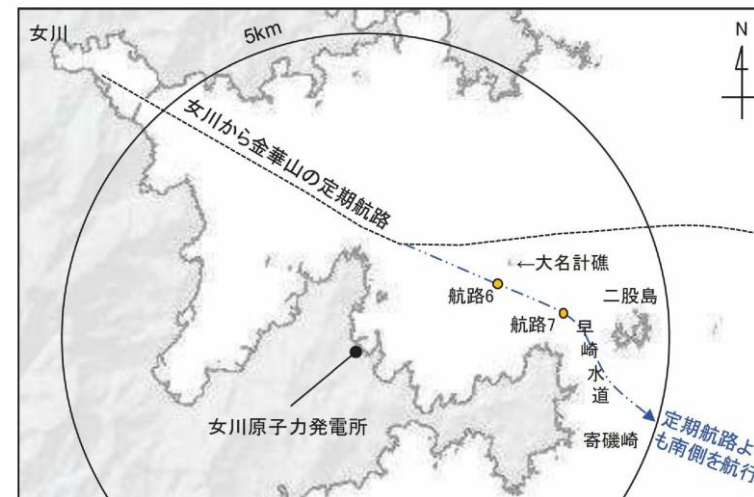 女川
5km
N
女川から金華山の定期航路
←大名計礁
航路6
二股島
航路7
早崎水道
女川原子力発電所
寄磯崎
定期航路よ
も南側を航行